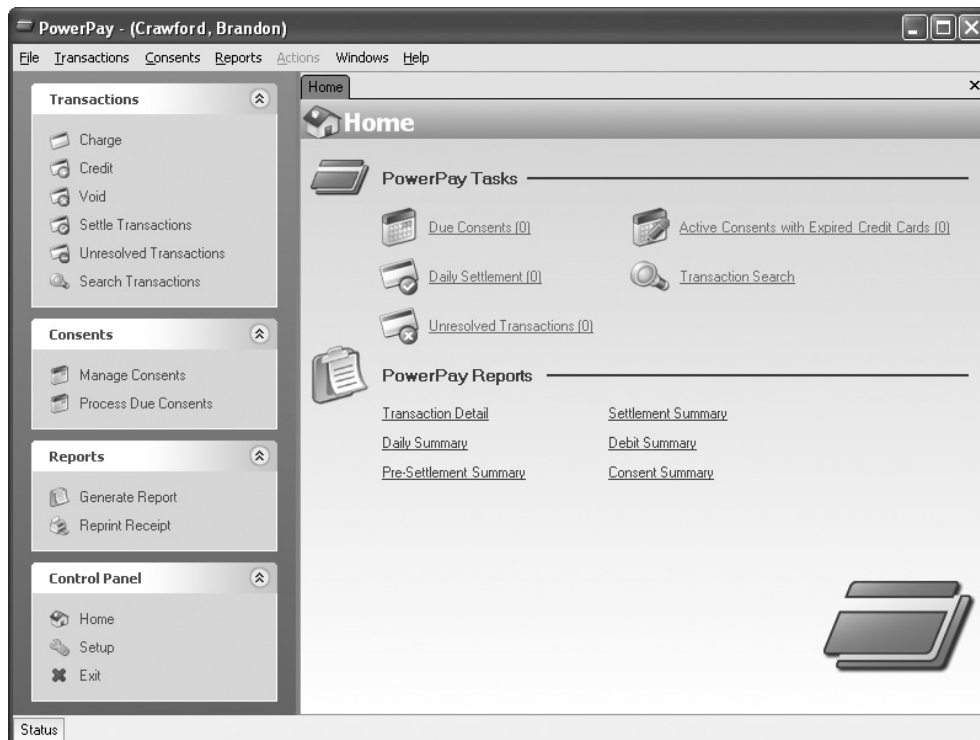 PowerPay - (Crawford, Brandon)
File Transactions Consents Reports Actions Windows Help
Transactions
Charge
Credit
Void
Settle Transactions
Unresolved Transactions
Search Transactions
Consents
Manage Consents
Process Due Consents
Reports
Generate Report
Reprint Receipt
Control Panel
Home
Setup
Exit
Home
Home
PowerPay Tasks
Due Consents (0) Active Consents with Expired Credit Cards (0)
Daily Settlement (0) Transaction Search
Unresolved Transactions (0)
PowerPay Reports
Transaction Detail Settlement Summary
Daily Summary Debit Summary
Pre-Settlement Summary Consent Summary
Status